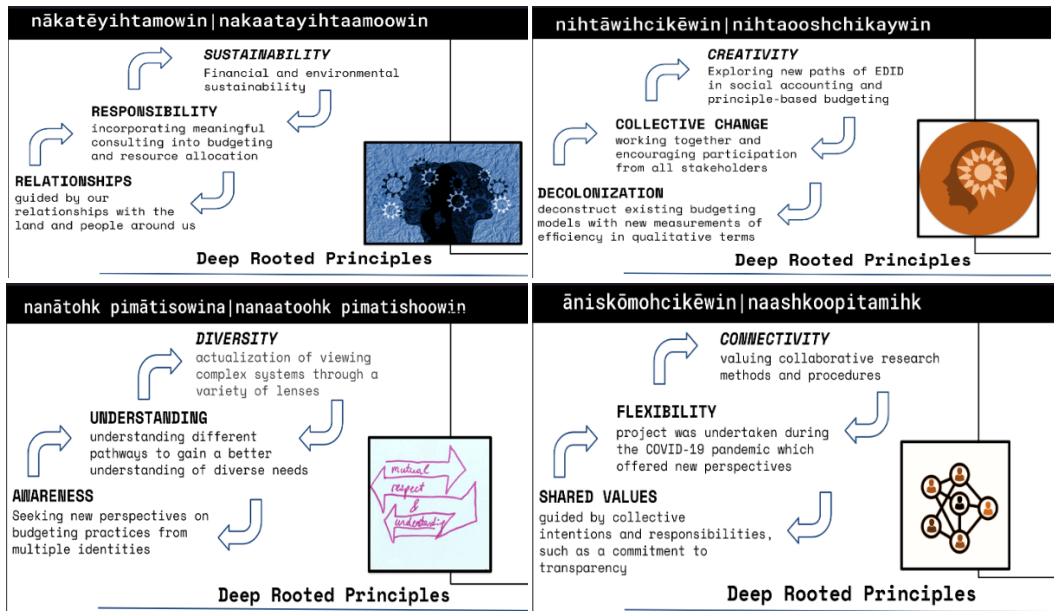 nākatēyihtamowin|nakaatayihtaamoowin
SUSTAINABILITY
Financial and environmental
sustainability
RESPONSIBILITY
incorporating meaningful
consulting into budgeting
and resource allocation
RELATIONSHIPS
guided by our
relationships with the
land and people around us
Deep Rooted Principles
nihtāwihcikēwin|nihtaooshchikaywin
CREATIVITY
Exploring new paths of EDID
in social accounting and
principle-based budgeting
COLLECTIVE CHANGE
working together and
encouraging participation
from all stakeholders
DECOLONIZATION
deconstruct existing budgeting
models with new measurements of
efficiency in qualitative terms
Deep Rooted Principles
nanātohk pimātisowina|nanaatoohk pimatishoowin
DIVERSITY
actualization of viewing
complex systems through a
variety of lenses
UNDERSTANDING
understanding different
pathways to gain a better
understanding of diverse needs
AWARENESS
Seeking new perspectives on
budgeting practices from
multiple identities
mutual
respect
&
understanding
Deep Rooted Principles
āniskōmohcikēwin|naashkoopitamihk
CONNECTIVITY
valuing collaborative research
methods and procedures
FLEXIBILITY
project was undertaken during
the COVID-19 pandemic which
offered new perspectives
SHARED VALUES
guided by collective
intentions and responsibilities,
such as a commitment to
transparency
Deep Rooted Principles